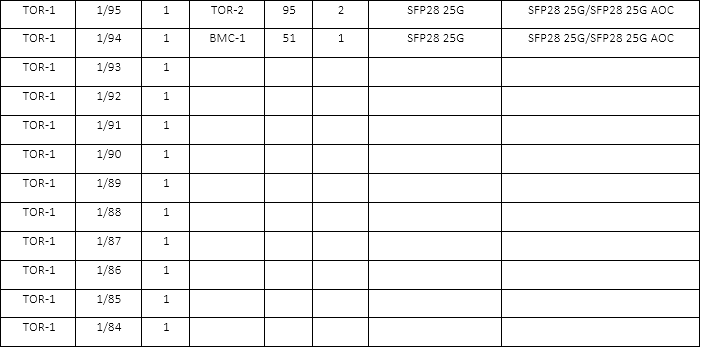 TOR-1 1/95 1 TOR-2 95 2 SFP28 25G SFP28 25G/SFP28 25G AOC
TOR-1 1/94 1 BMC-1 51 1 SFP28 25G SFP28 25G/SFP28 25G AOC
TOR-1 1/93 1
TOR-1 1/92 1
TOR-1 1/91 1
TOR-1 1/90 1
TOR-1 1/89 1
TOR-1 1/88 1
TOR-1 1/87 1
TOR-1 1/86 1
TOR-1 1/85 1
TOR-1 1/84 1